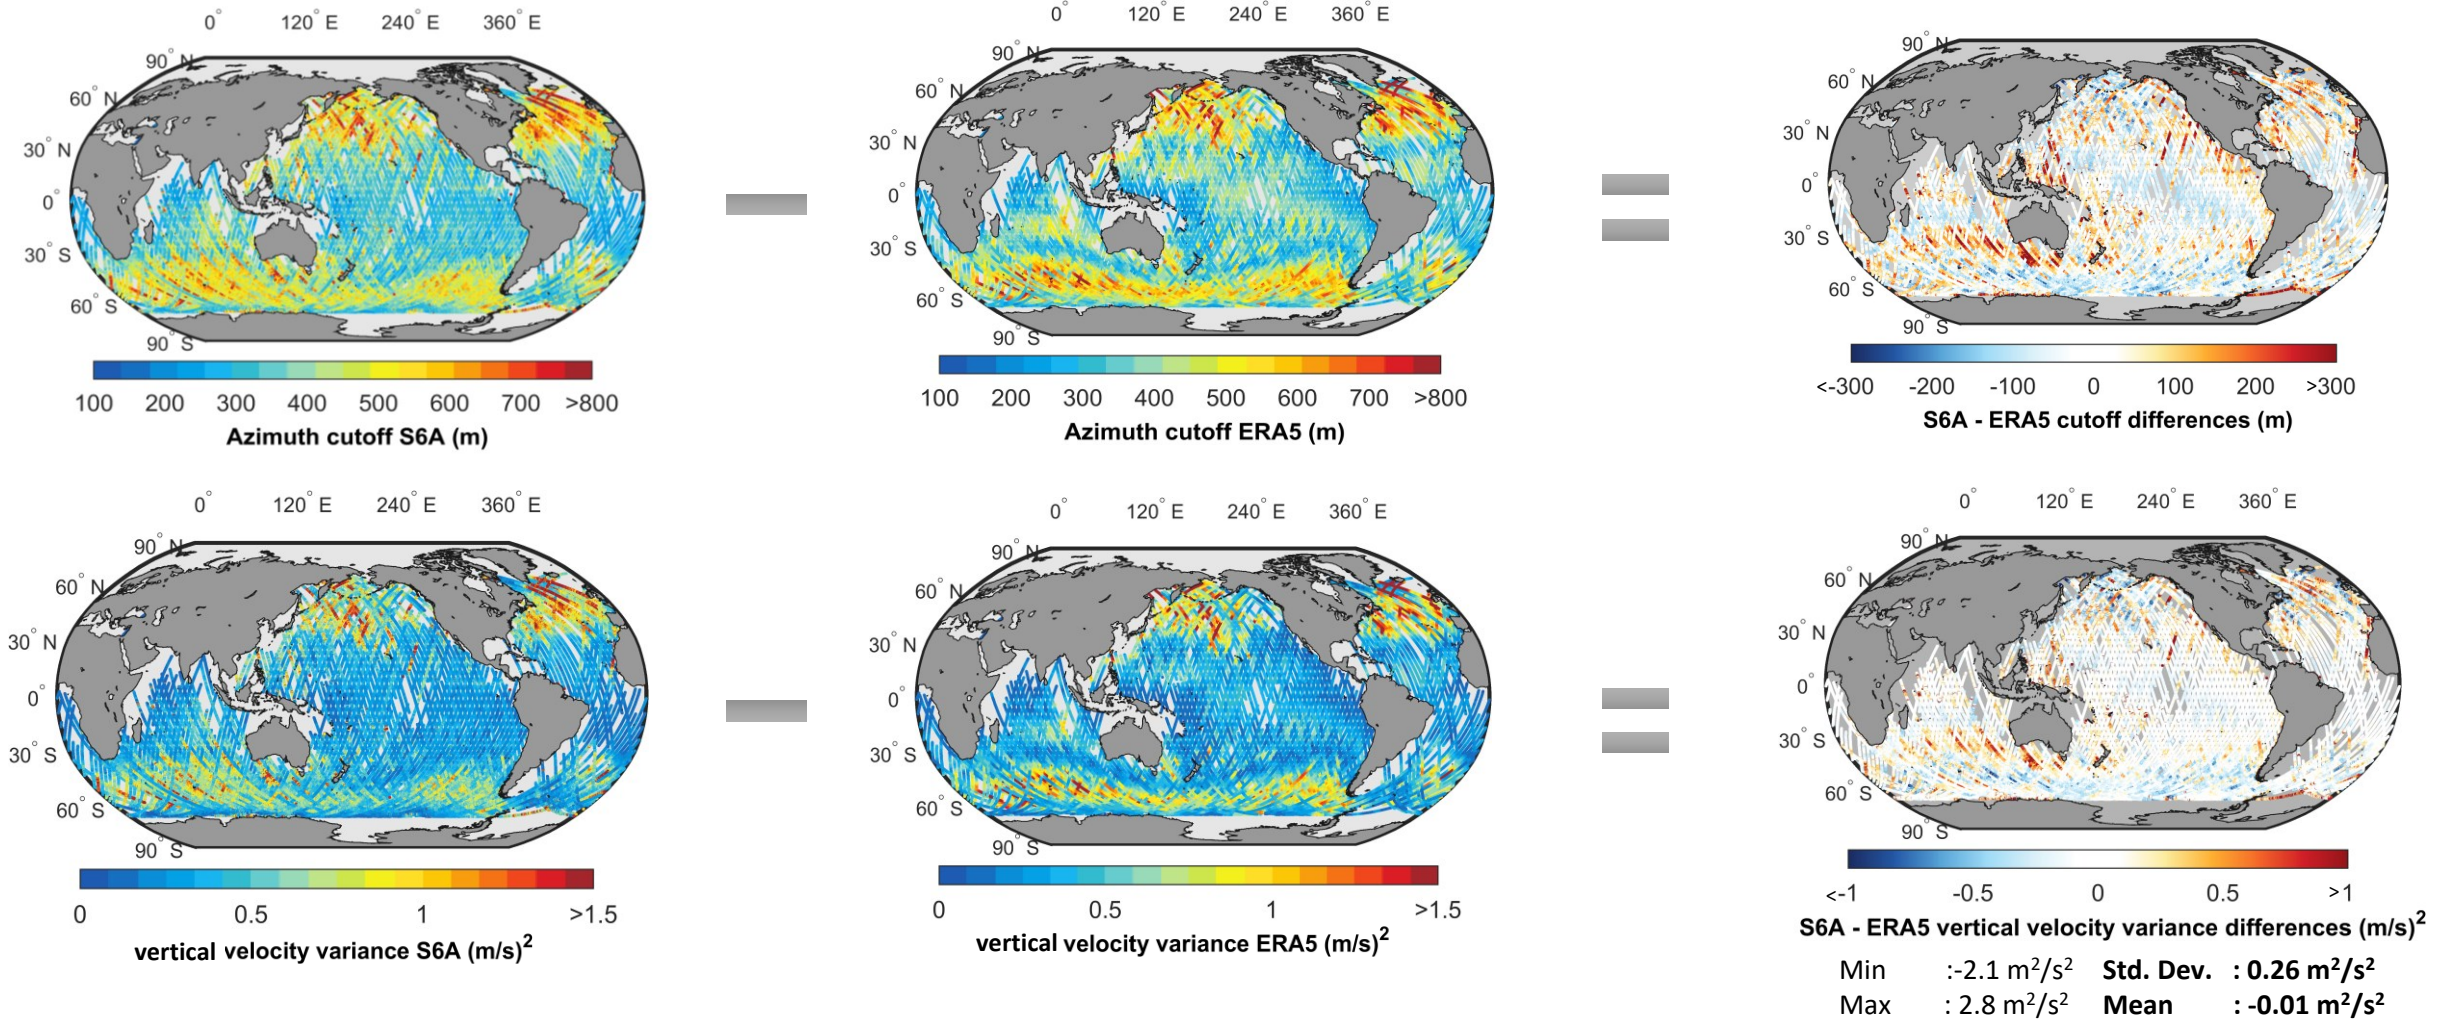 0° 120° E 240° E 360° E
90° N
60° N
30° N
0°
30° S
60° S
90° S
100 200 300 400 500 600 700 >800
Azimuth cutoff S6A (m)
0° 120° E 240° E 360° E
90° N
60° N
30° N
0°
30° S
60° S
90° S
100 200 300 400 500 600 700 >800
Azimuth cutoff ERA5 (m)
90° N
60° N
30° N
0°
30° S
60° S
90° S
<-300 -200 -100 0 100 200 >300
S6A - ERA5 cutoff differences (m)
0° 120° E 240° E 360° E
90° N
60° N
30° N
0°
30° S
60° S
90° S
0 0.5 1 >1.5
vertical velocity variance S6A (m/s)²
0° 120° E 240° E 360° E
90° N
60° N
30° N
0°
30° S
60° S
90° S
0 0.5 1 >1.5
vertical velocity variance ERA5 (m/s)²
0° 120° E 240° E 360° E
90° N
60° N
30° N
0°
30° S
60° S
90° S
<-1 -0.5 0 0.5 >1
S6A - ERA5 vertical velocity variance differences (m/s)²
Min :-2.1 m²/s² Std. Dev. : 0.26 m²/s²
Max : 2.8 m²/s² Mean : -0.01 m²/s²